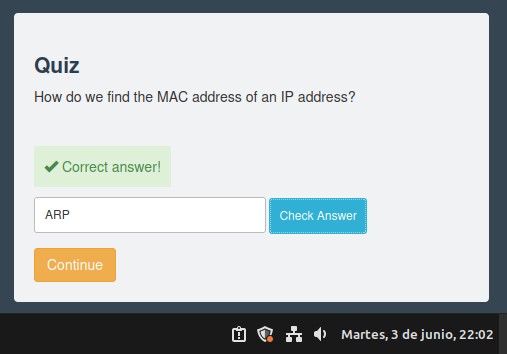 Quiz
How do we find the MAC address of an IP address?
Correct answer!
ARP
Check Answer
Continue
Martes, 3 de junio, 22:02